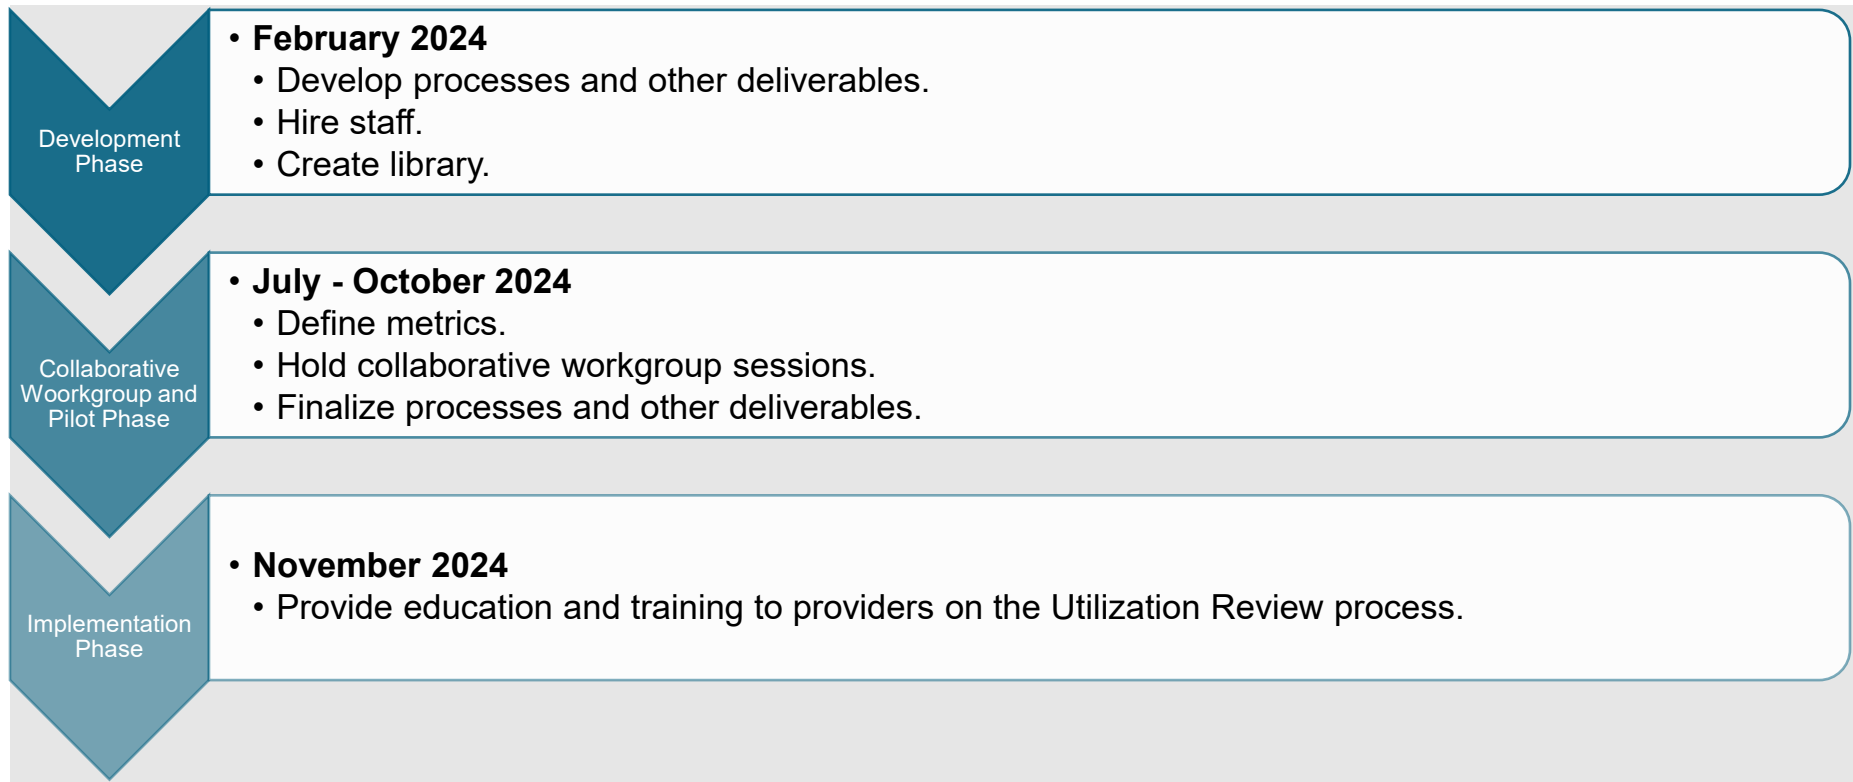 Development
Phase
• February 2024
• Develop processes and other deliverables.
• Hire staff.
• Create library.
Collaborative
Woorkgroup and
Pilot Phase
• July - October 2024
• Define metrics.
• Hold collaborative workgroup sessions.
• Finalize processes and other deliverables.
Implementation
Phase
• November 2024
• Provide education and training to providers on the Utilization Review process.